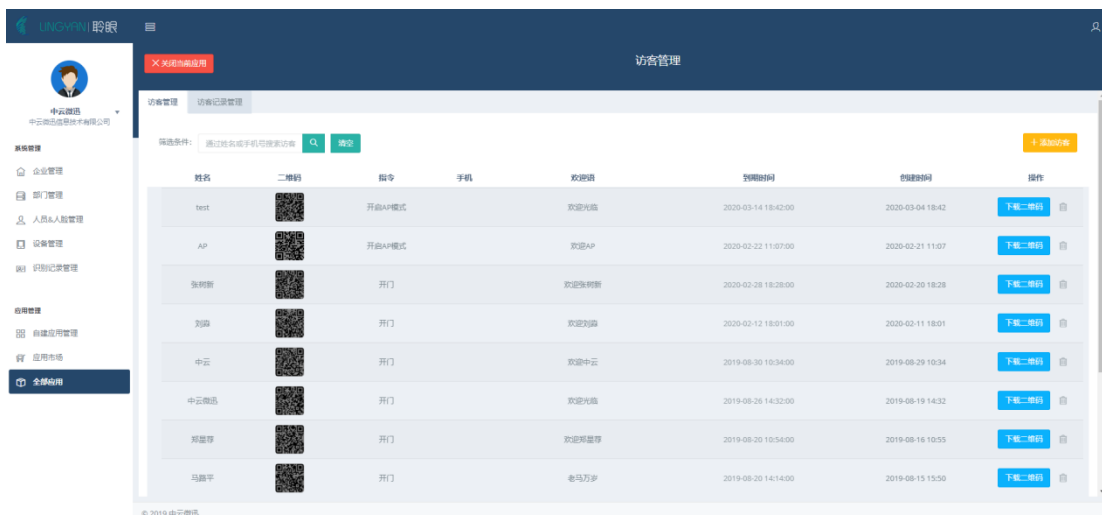 LINGYAN 聆眼
中云微迅
中云微迅信息技术有限公司
系统管理
企业管理
部门管理
人员&人脸管理
设备管理
识别记录管理
应用管理
自建应用管理
应用市场
全部应用
✕ 关闭当前应用
访客管理
访客管理 访客记录管理
筛选条件: 通过姓名或手机号搜索访客 清空 + 添加访客
姓名 二维码 指令 手机 欢迎语 到期时间 创建时间 操作
test 开启AP模式 欢迎光临 2020-03-14 18:42:00 2020-03-04 18:42 下载二维码
AP 开启AP模式 欢迎AP 2020-02-22 11:07:00 2020-02-21 11:07 下载二维码
张树新 开门 欢迎张树新 2020-02-28 18:28:00 2020-02-20 18:28 下载二维码
刘淼 开门 欢迎刘淼 2020-02-12 18:01:00 2020-02-11 18:01 下载二维码
中云 开门 欢迎中云 2019-08-30 10:34:00 2019-08-29 10:34 下载二维码
中云微迅 开门 欢迎光临 2019-08-26 14:32:00 2019-08-19 14:32 下载二维码
郑星荐 开门 欢迎郑星荐 2019-08-20 10:54:00 2019-08-16 10:55 下载二维码
马路平 开门 老马万岁 2019-08-20 14:14:00 2019-08-15 15:50 下载二维码
© 2019 中云微迅